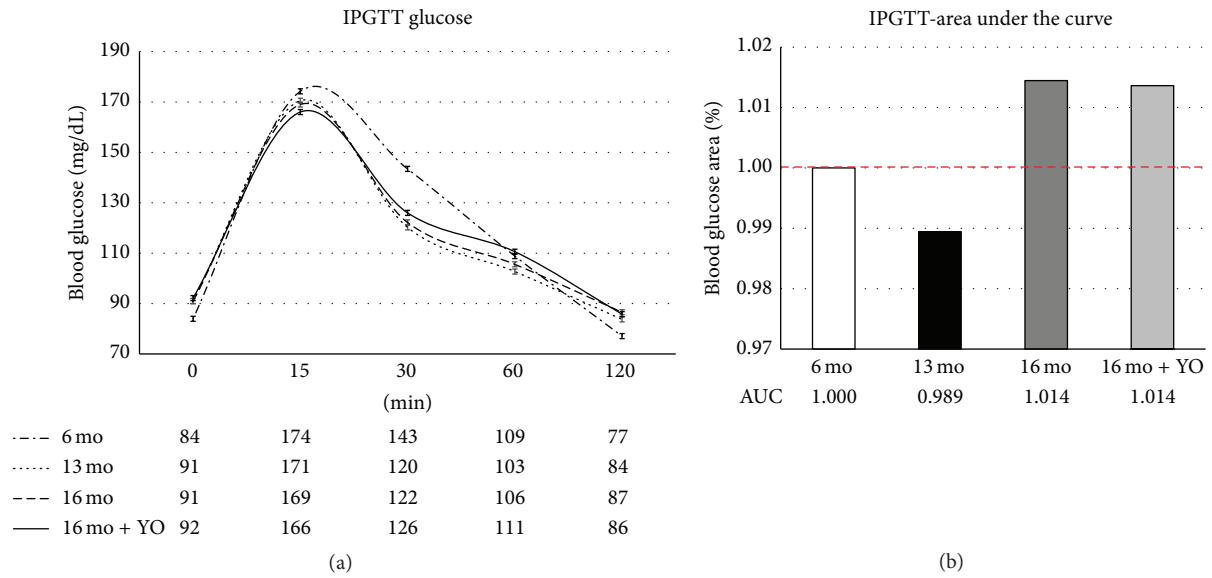 IPGTT glucose
Blood glucose (mg/dL)
190
170
150
130
110
90
70
0 15 30 60 120
(min)
6 mo 84 174 143 109 77
13 mo 91 171 120 103 84
16 mo 91 169 122 106 87
16 mo + YO 92 166 126 111 86
(a)
IPGTT-area under the curve
Blood glucose area (%)
1.02
1.01
1.00
0.99
0.98
0.97
6 mo 13 mo 16 mo 16 mo + YO
AUC 1.000 0.989 1.014 1.014
(b)